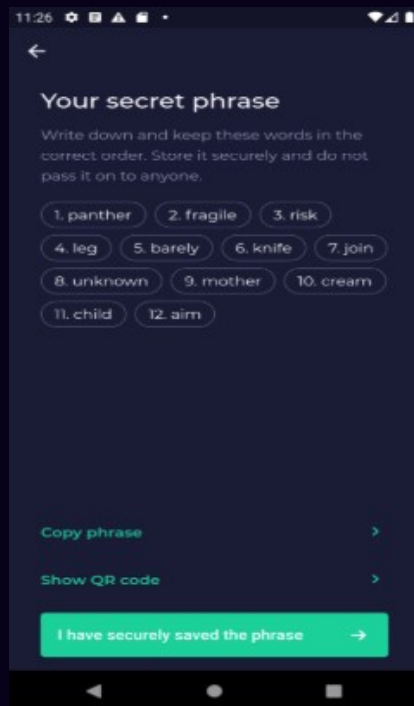 11:26
Your secret phrase
Write down and keep these words in the
correct order. Store it securely and do not
pass it on to anyone.
1. panther 2. fragile 3. risk
4. leg 5. barely 6. knife 7. join
8. unknown 9. mother 10. cream
11. child 12. aim
Copy phrase
Show QR code
I have securely saved the phrase